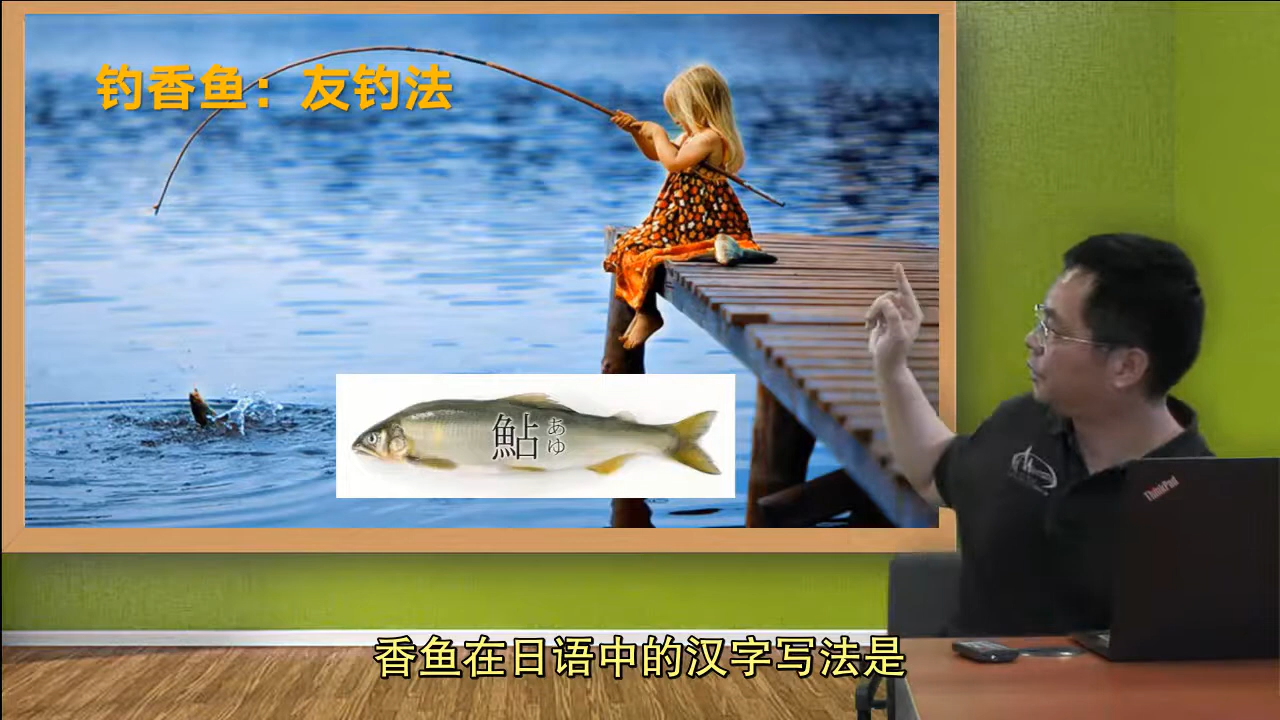 钓香鱼：友钓法
鮎
あゆ
ThinkPad
香鱼在日语中的汉字写法是